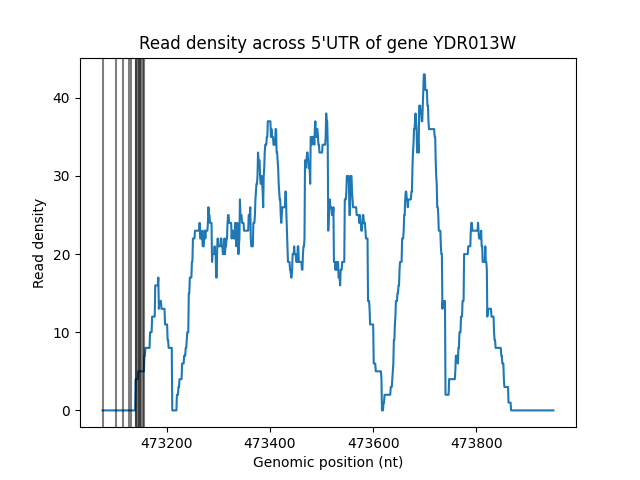 Read density across 5'UTR of gene YDR013W
40
30
20
10
0
Read density
473200 473400 473600 473800
Genomic position (nt)